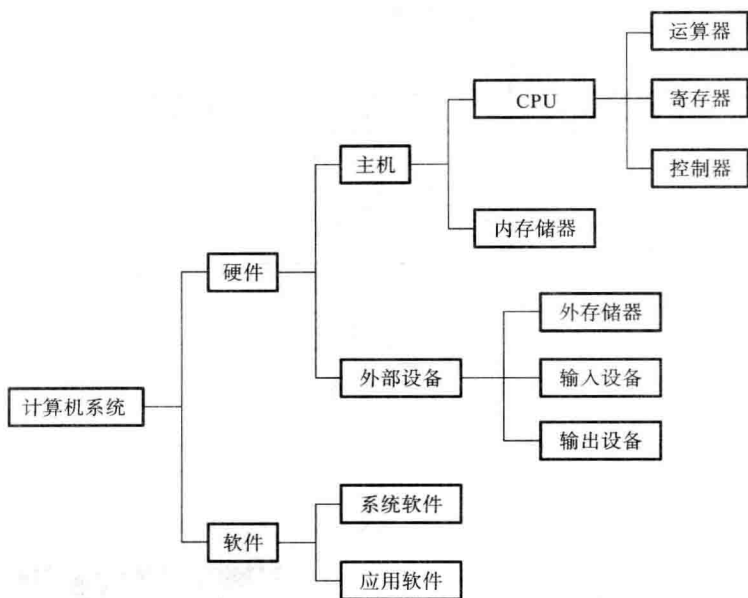 运算器
CPU
寄存器
主机
控制器
内存储器
硬件
外存储器
外部设备
输入设备
计算机系统
输出设备
系统软件
软件
应用软件